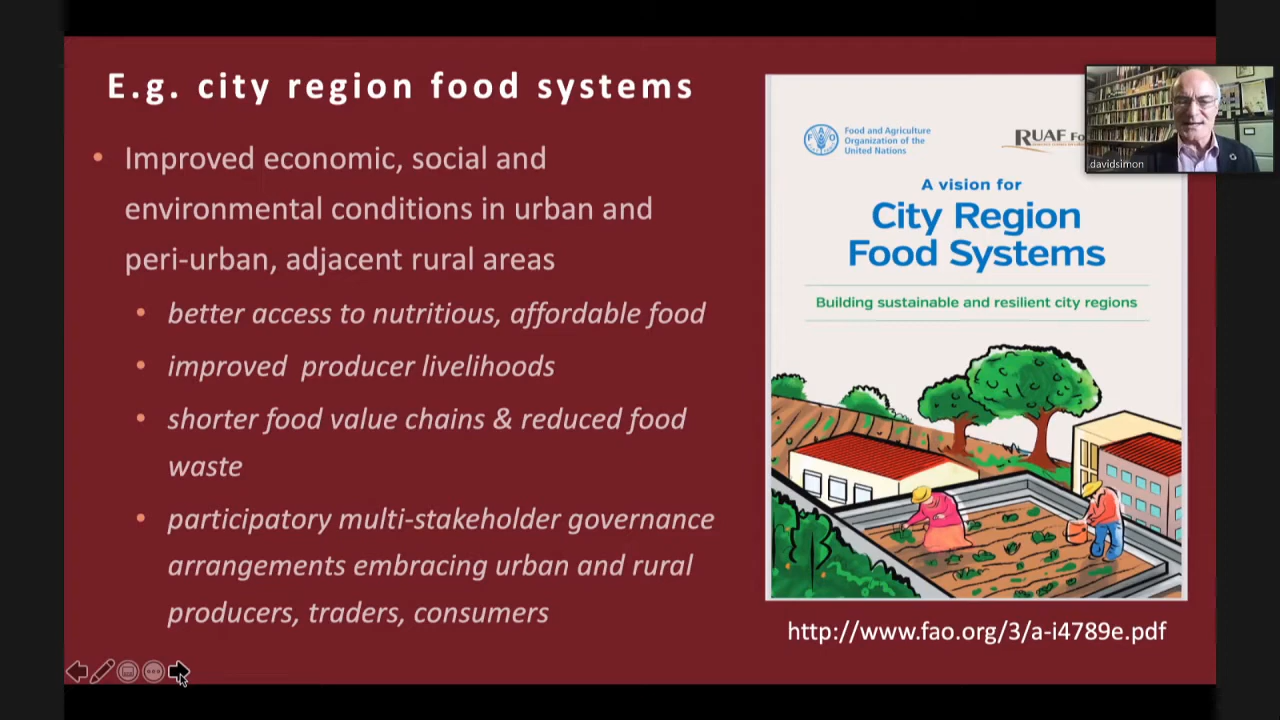 E.g. city region food systems
• Improved economic, social and
environmental conditions in urban and
peri-urban, adjacent rural areas
• better access to nutritious, affordable food
• improved  producer livelihoods
• shorter food value chains & reduced food
waste
• participatory multi-stakeholder governance
arrangements embracing urban and rural
producers, traders, consumers
FAO
Food and Agriculture
Organization of the
United Nations
RUAF Fo
A vision for
City Region
Food Systems
Building sustainable and resilient city regions
http://www.fao.org/3/a-i4789e.pdf
davidsimon